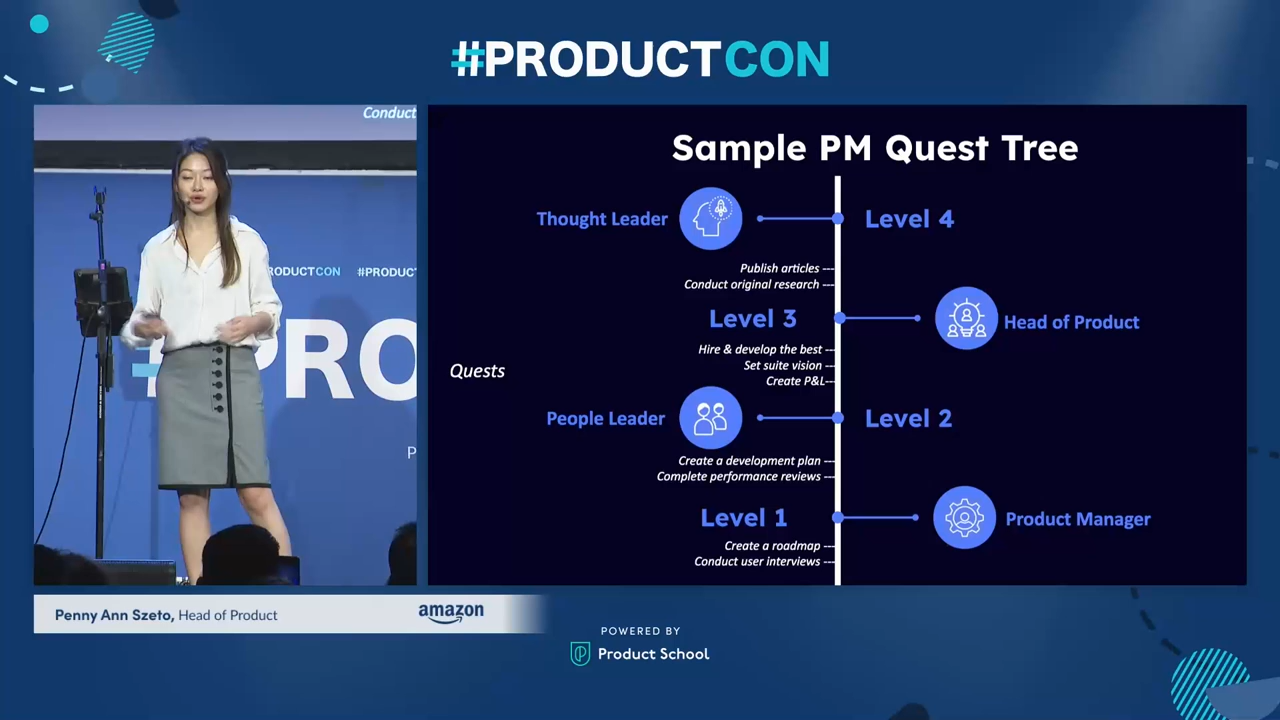 #PRODUCTCON
Conduct
RODUCTCON #PRODUCT
#PRO
P
Sample PM Quest Tree
Thought Leader
Level 4
Publish articles
Conduct original research
Level 3
Head of Product
Hire & develop the best
Set suite vision
Create P&L
Quests
People Leader
Level 2
Create a development plan
Complete performance reviews
Level 1
Product Manager
Create a roadmap
Conduct user interviews
Penny Ann Szeto, Head of Product
amazon
POWERED BY
Product School